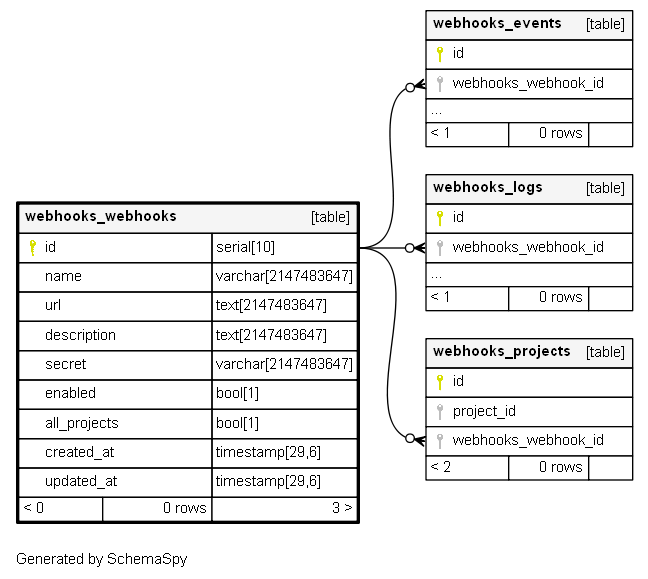 webhooks_events [table]
id
webhooks_webhook_id
...
< 1 0 rows
webhooks_logs [table]
id
webhooks_webhook_id
...
< 1 0 rows
webhooks_webhooks [table]
id serial[10]
name varchar[2147483647]
url text[2147483647]
description text[2147483647]
secret varchar[2147483647]
enabled bool[1]
all_projects bool[1]
created_at timestamp[29,6]
updated_at timestamp[29,6]
< 0 0 rows 3 >
webhooks_projects [table]
id
project_id
webhooks_webhook_id
< 2 0 rows
Generated by SchemaSpy